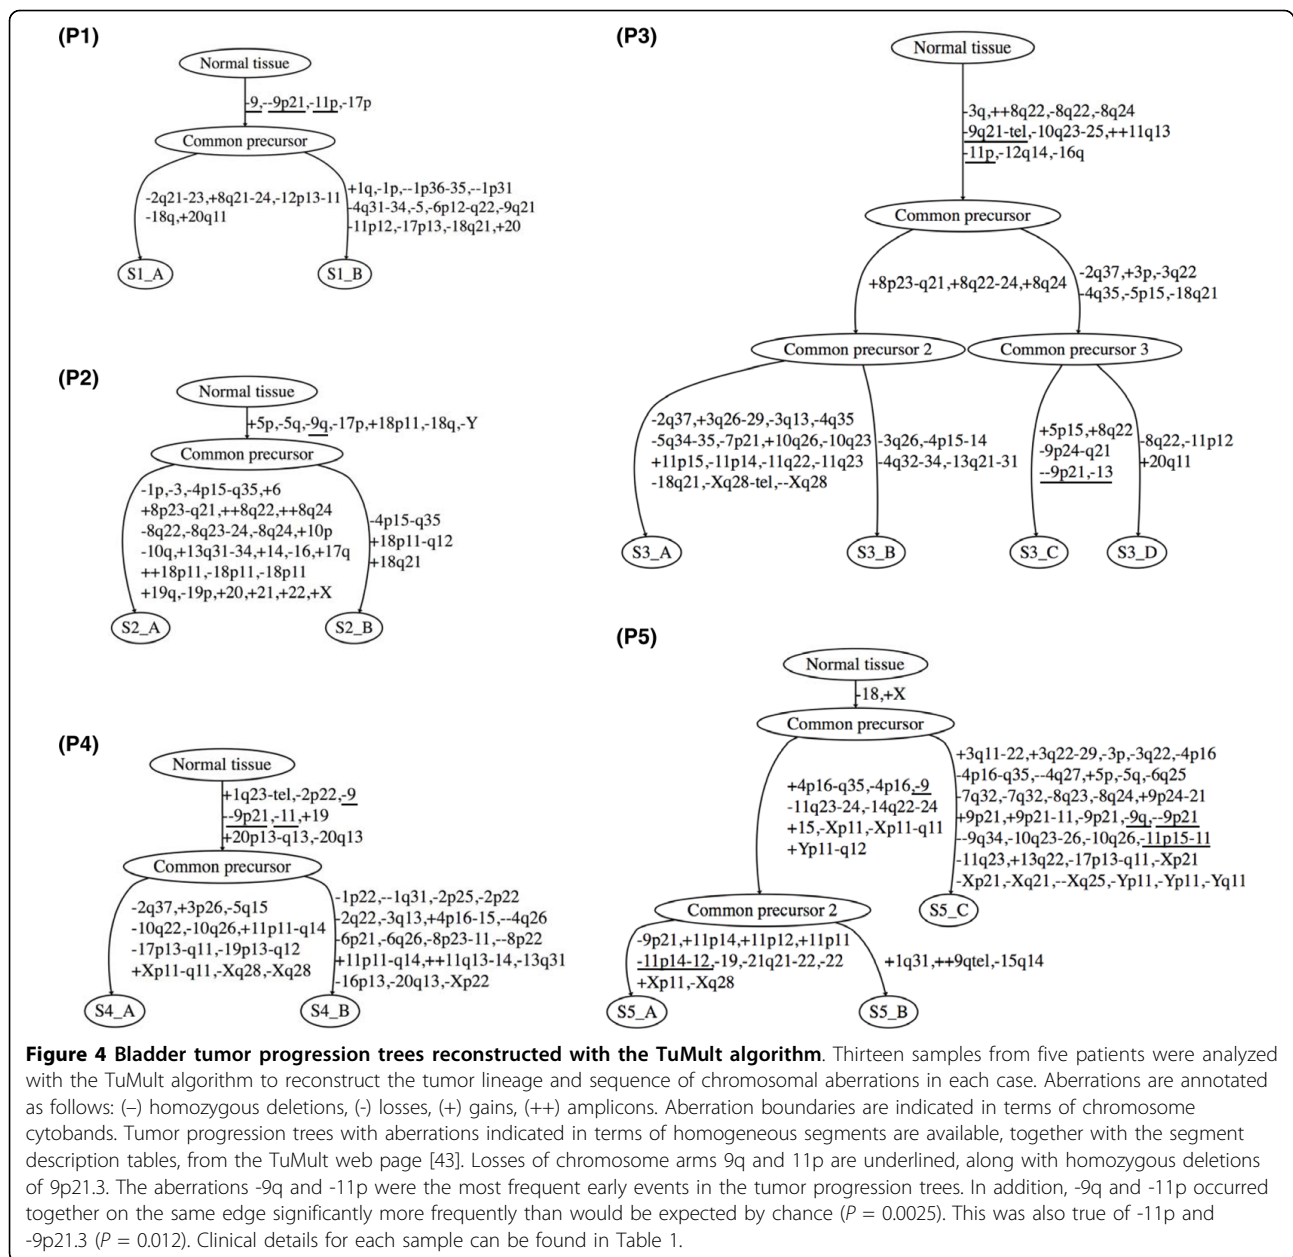 (P1)
Normal tissue
-9,--9p21,-11p,-17p
Common precursor
-2q21-23,+8q21-24,-12p13-11
-18q,+20q11
+1q,-1p,--1p36-35,--1p31
-4q31-34,-5,-6p12-q22,-9q21
-11p12,-17p13,-18q21,+20
S1_A
S1_B
(P2)
Normal tissue
+5p,-5q,-9q,-17p,+18p11,-18q,-Y
Common precursor
-1p,-3,-4p15-q35,+6
+8p23-q21,++8q22,++8q24
-8q22,-8q23-24,-8q24,+10p
-10q,+13q31-34,+14,-16,+17q
++18p11,-18p11,-18p11
+19q,-19p,+20,+21,+22,+X
-4p15-q35
+18p11-q12
+18q21
S2_A
S2_B
(P3)
Normal tissue
-3q,++8q22,-8q22,-8q24
-9q21-tel,-10q23-25,++11q13
-11p,-12q14,-16q
Common precursor
+8p23-q21,+8q22-24,+8q24
-2q37,+3p,-3q22
-4q35,-5p15,-18q21
Common precursor 2
Common precursor 3
-2q37,+3q26-29,-3q13,-4q35
-5q34-35,-7p21,+10q26,-10q23
+11p15,-11p14,-11q22,-11q23
-18q21,-Xq28-tel,--Xq28
-3q26,-4p15-14
-4q32-34,-13q21-31
+5p15,+8q22
-9p24-q21
--9p21,-13
-8q22,-11p12
+20q11
S3_A
S3_B
S3_C
S3_D
(P4)
Normal tissue
+1q23-tel,-2p22,-9
--9p21,-11,+19
+20p13-q13,-20q13
Common precursor
-2q37,+3p26,-5q15
-10q22,-10q26,+11p11-q14
-17p13-q11,-19p13-q12
+Xp11-q11,-Xq28,-Xq28
-1p22,--1q31,-2p25,-2p22
-2q22,-3q13,+4p16-15,--4q26
-6p21,-6q26,-8p23-11,--8p22
+11p11-q14,++11q13-14,-13q31
-16p13,-20q13,-Xp22
S4_A
S4_B
(P5)
Normal tissue
-18,+X
Common precursor
+4p16-q35,-4p16,-9
-11q23-24,-14q22-24
+15,-Xp11,-Xp11-q11
+Yp11-q12
+3q11-22,+3q22-29,-3p,-3q22,-4p16
-4p16-q35,--4q27,+5p,-5q,-6q25
-7q32,-7q32,-8q23,-8q24,+9p24-21
+9p21,+9p21-11,-9p21,-9q,--9p21
--9q34,-10q23-26,-10q26,-11p15-11
-11q23,+13q22,-17p13-q11,-Xp21
-Xp21,-Xq21,--Xq25,-Yp11,-Yp11,-Yq11
Common precursor 2
S5_C
-9p21,+11p14,+11p12,+11p11
-11p14-12,-19,-21q21-22,-22
+Xp11,-Xq28
+1q31,++9qtel,-15q14
S5_A
S5_B
Figure 4 Bladder tumor progression trees reconstructed with the TuMult algorithm. Thirteen samples from five patients were analyzed
with the TuMult algorithm to reconstruct the tumor lineage and sequence of chromosomal aberrations in each case. Aberrations are annotated
as follows: (–) homozygous deletions, (-) losses, (+) gains, (++) amplicons. Aberration boundaries are indicated in terms of chromosome
cytobands. Tumor progression trees with aberrations indicated in terms of homogeneous segments are available, together with the segment
description tables, from the TuMult web page [43]. Losses of chromosome arms 9q and 11p are underlined, along with homozygous deletions
of 9p21.3. The aberrations -9q and -11p were the most frequent early events in the tumor progression trees. In addition, -9q and -11p occurred
together on the same edge significantly more frequently than would be expected by chance (P = 0.0025). This was also true of -11p and
-9p21.3 (P = 0.012). Clinical details for each sample can be found in Table 1.